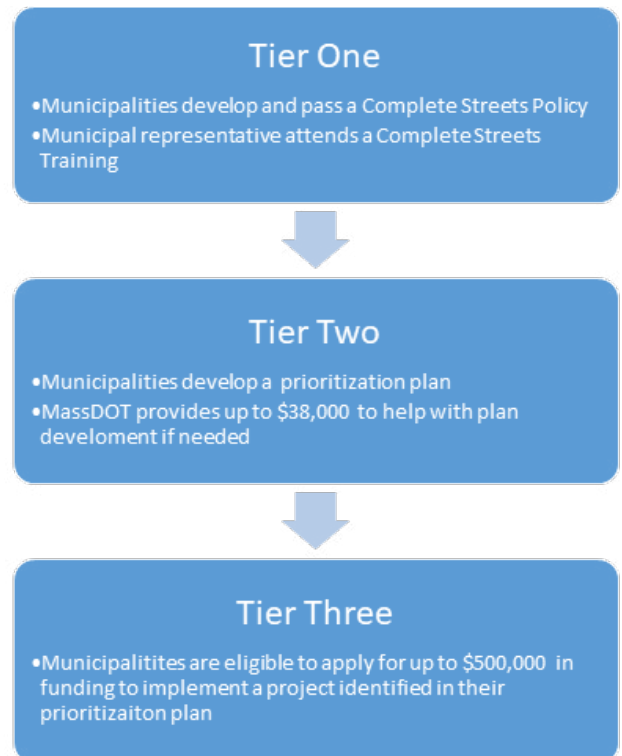 Tier One
•Municipalities develop and pass a Complete Streets Policy
•Municipal representative attends a Complete Streets
Training
Tier Two
•Municipalities develop a prioritization plan
•MassDOT provides up to $38,000 to help with plan
develoment if needed
Tier Three
•Municipalitites are eligible to apply for up to $500,000 in
funding to implement a project identified in their
prioritizaiton plan